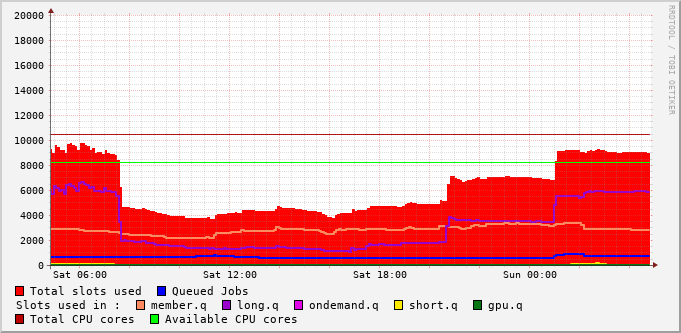 20000
18000
16000
14000
12000
10000
8000
6000
4000
2000
0
Sat 06:00 Sat 12:00 Sat 18:00 Sun 00:00
RRDTOOL / TOBI OETIKER
Total slots used Queued Jobs
Slots used in : member.q long.q ondemand.q short.q gpu.q
Total CPU cores Available CPU cores